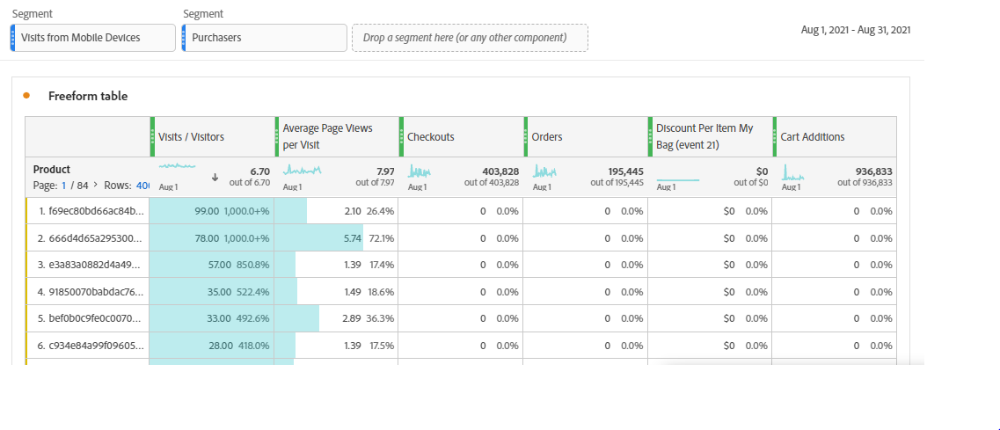 Segment Segment
Visits from Mobile Devices Purchasers Drop a segment here (or any other component) Aug 1, 2021 - Aug 31, 2021
Freeform table
Visits / Visitors Average Page Views per Visit Checkouts Orders Discount Per Item My Bag (event 21) Cart Additions
Product 6.70 7.97 403,828 195,445 $0 936,833
Page: 1 / 84 > Rows: 40 Aug 1 out of 6.70 Aug 1 out of 7.97 Aug 1 out of 403,828 Aug 1 out of 195,445 Aug 1 out of $0 Aug 1 out of 936,833
1. f69ec80bd66ac84b... 99.00 1,000.0+% 2.10 26.4% 0 0.0% 0 0.0% $0 0.0% 0 0.0%
2. 666d4d65a295300... 78.00 1,000.0+% 5.74 72.1% 0 0.0% 0 0.0% $0 0.0% 0 0.0%
3. e3a83a0882d4a49... 57.00 850.8% 1.39 17.4% 0 0.0% 0 0.0% $0 0.0% 0 0.0%
4. 91850070babdac76... 35.00 522.4% 1.49 18.6% 0 0.0% 0 0.0% $0 0.0% 0 0.0%
5. bef0b0c9fe0c0070... 33.00 492.6% 2.89 36.3% 0 0.0% 0 0.0% $0 0.0% 0 0.0%
6. c934e84a99f09605... 28.00 418.0% 1.39 17.5% 0 0.0% 0 0.0% $0 0.0% 0 0.0%